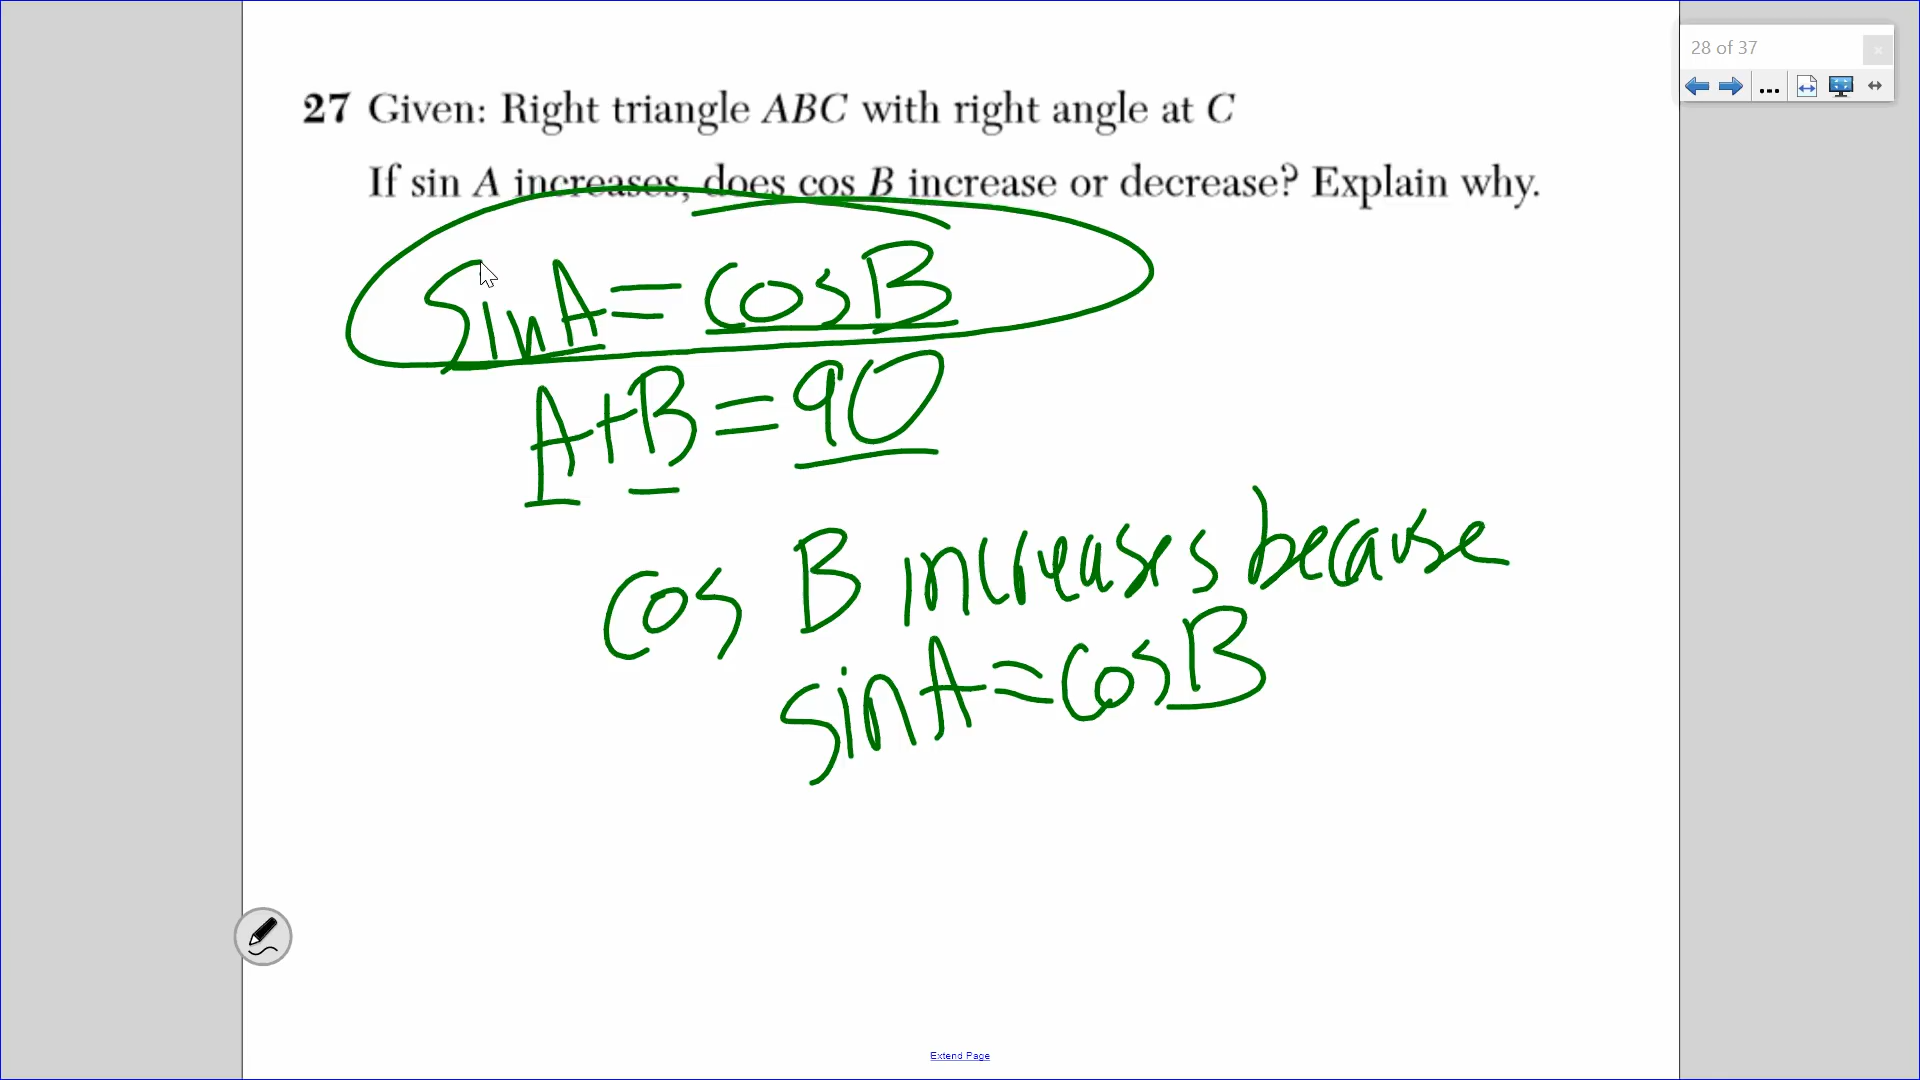 28 of 37
27 Given: Right triangle ABC with right angle at C
If sin A increases, does cos B increase or decrease? Explain why.
sinA = cosB
A+B=90
cos B increases because
sinA=cosB
Extend Page